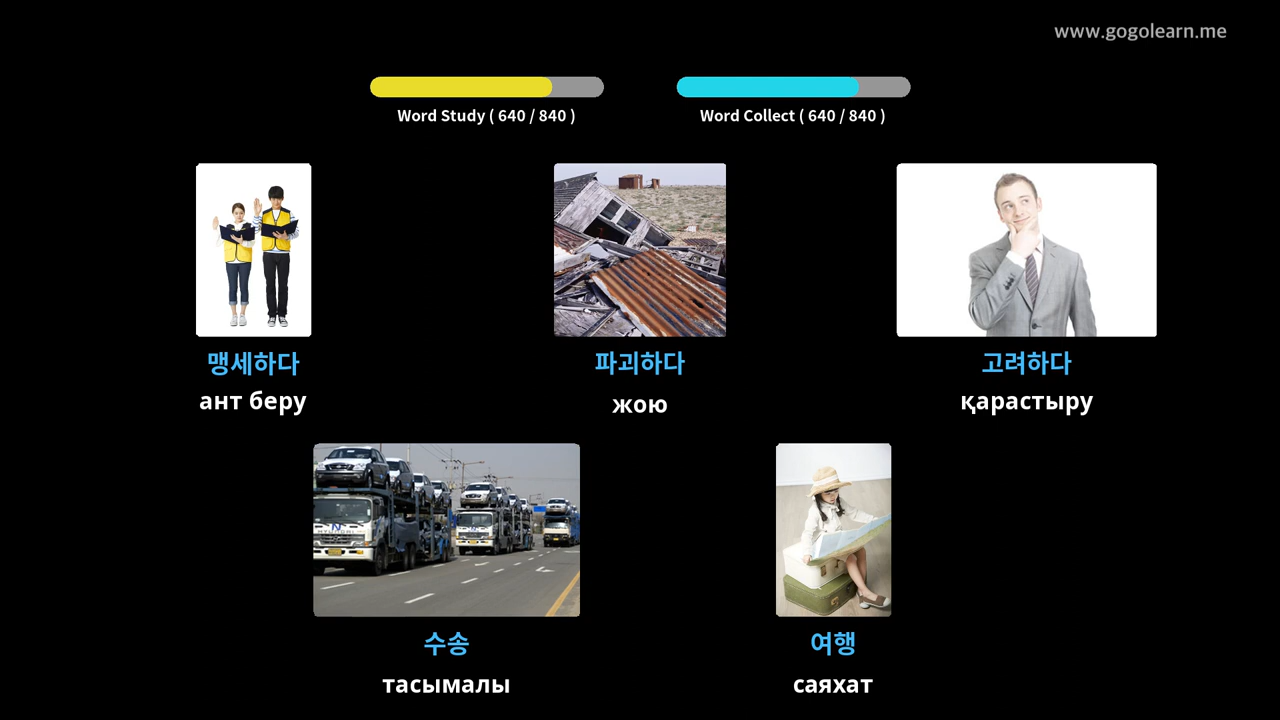 www.gogolearn.me
Word Study ( 640 / 840 )
Word Collect ( 640 / 840 )
맹세하다
파괴하다
고려하다
ант беру
жою
қарастыру
수송
여행
тасымалы
саяхат